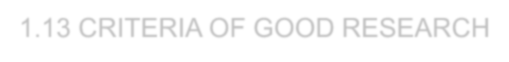 1.13 CRITERIA OF GOOD RESEARCH